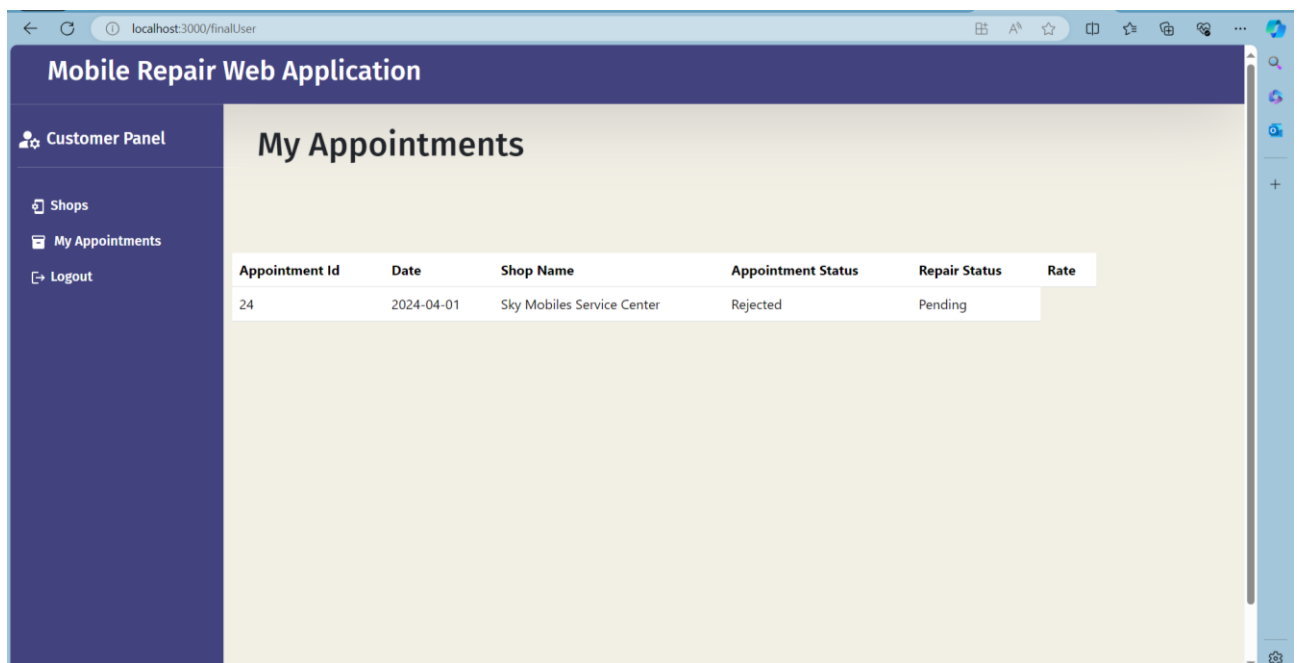 localhost:3000/finalUser
Mobile Repair Web Application
Customer Panel
My Appointments
Shops
My Appointments
Logout
Appointment Id Date Shop Name Appointment Status Repair Status Rate
24 2024-04-01 Sky Mobiles Service Center Rejected Pending